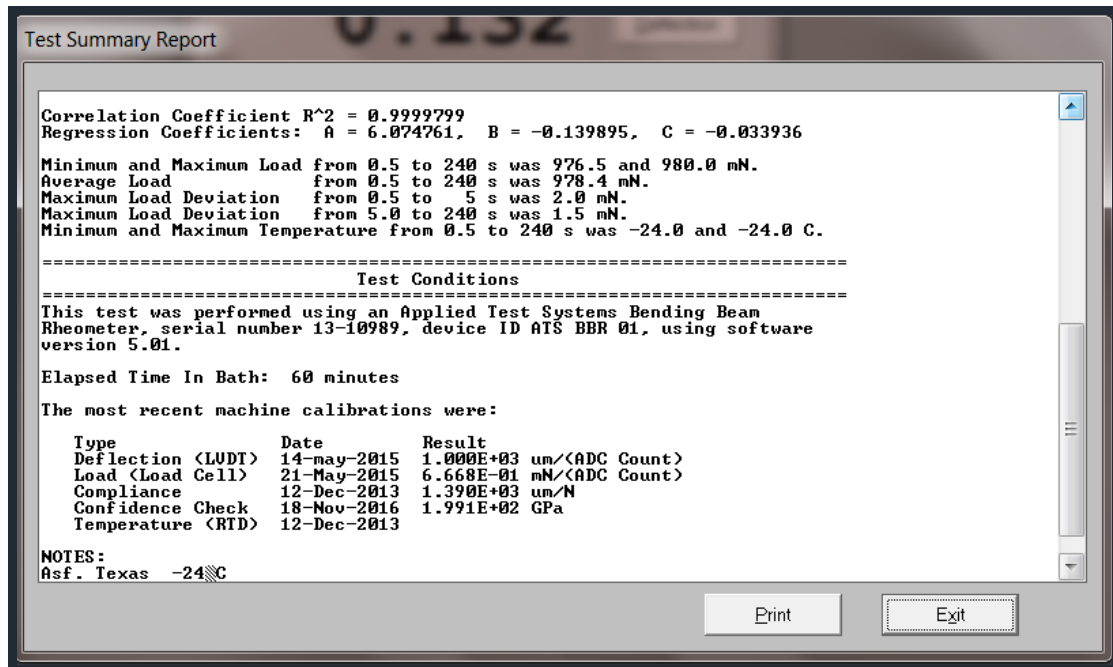 0.132
Test Summary Report
Correlation Coefficient R^2 = 0.9999799
Regression Coefficients:  A = 6.074761,  B = -0.139895,  C = -0.033936
Minimum and Maximum Load from 0.5 to 240 s was 976.5 and 980.0 mN.
Average Load             from 0.5 to 240 s was 978.4 mN.
Maximum Load Deviation   from 0.5 to   5 s was 2.0 mN.
Maximum Load Deviation   from 5.0 to 240 s was 1.5 mN.
Minimum and Maximum Temperature from 0.5 to 240 s was -24.0 and -24.0 C.
==========================================================================
Test Conditions
==========================================================================
This test was performed using an Applied Test Systems Bending Beam
Rheometer, serial number 13-10989, device ID ATS BBR 01, using software
version 5.01.
Elapsed Time In Bath:  60 minutes
The most recent machine calibrations were:
Type               Date         Result
Deflection (LVDT)  14-may-2015  1.000E+03 um/(ADC Count)
Load (Load Cell)   21-May-2015  6.668E-01 mN/(ADC Count)
Compliance         12-Dec-2013  1.390E+03 um/N
Confidence Check   18-Nov-2016  1.991E+02 GPa
Temperature (RTD)  12-Dec-2013
NOTES:
Asf. Texas  -24▒C
Print
Exit